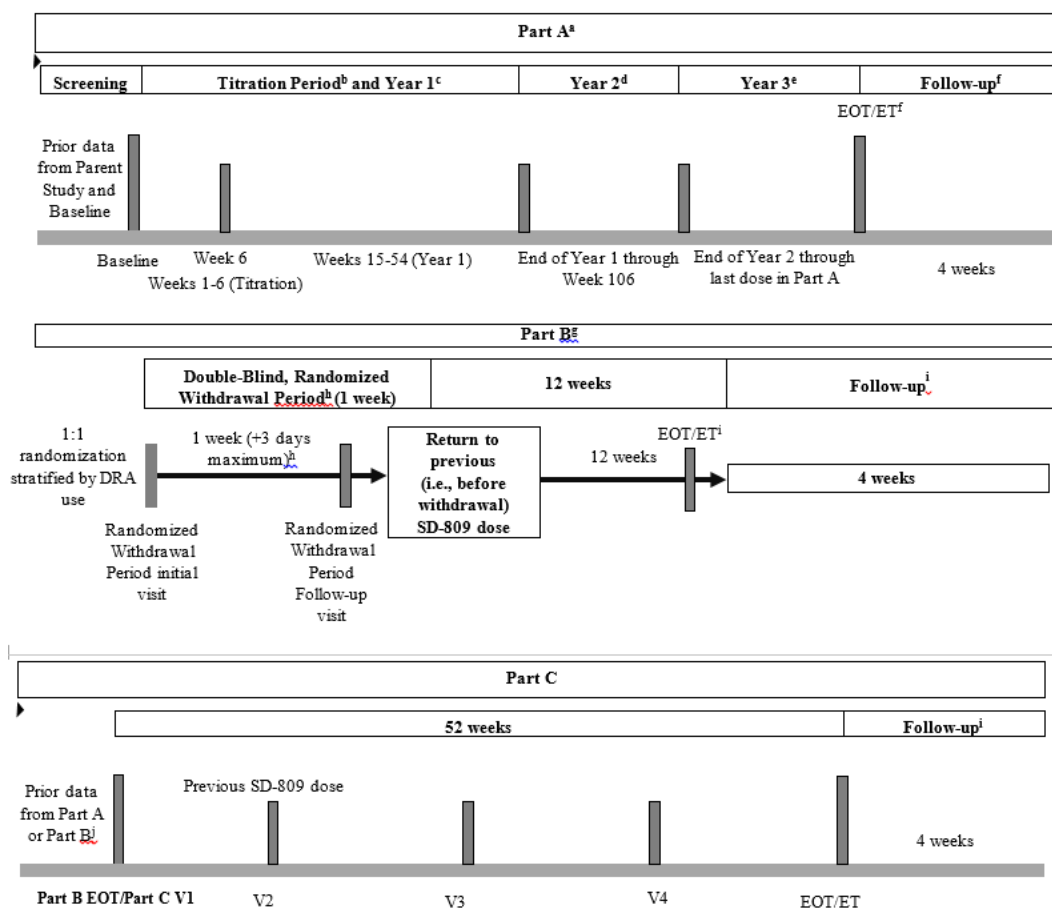 Part Aᵃ
Screening
Titration Periodᵇ and Year 1ᶜ
Year 2ᵈ
Year 3ᵉ
Follow-upᶠ
EOT/ETᶠ
Prior data
from Parent
Study and
Baseline
Baseline
Week 6
Weeks 1-6 (Titration)
Weeks 15-54 (Year 1)
End of Year 1 through
Week 106
End of Year 2 through
last dose in Part A
4 weeks
Part Bᵍ
Double-Blind, Randomized
Withdrawal Periodʰ (1 week)
12 weeks
Follow-upⁱ
1:1
randomization
stratified by DRA
use
1 week (+3 days
maximum)ʰ
Return to
previous
(i.e., before
withdrawal)
SD-809 dose
12 weeks
EOT/ETⁱ
4 weeks
Randomized
Withdrawal
Period initial
visit
Randomized
Withdrawal
Period
Follow-up
visit
Part C
52 weeks
Follow-upⁱ
Prior data
from Part A
or Part Bʲ
Previous SD-809 dose
4 weeks
Part B EOT/Part C V1
V2
V3
V4
EOT/ET